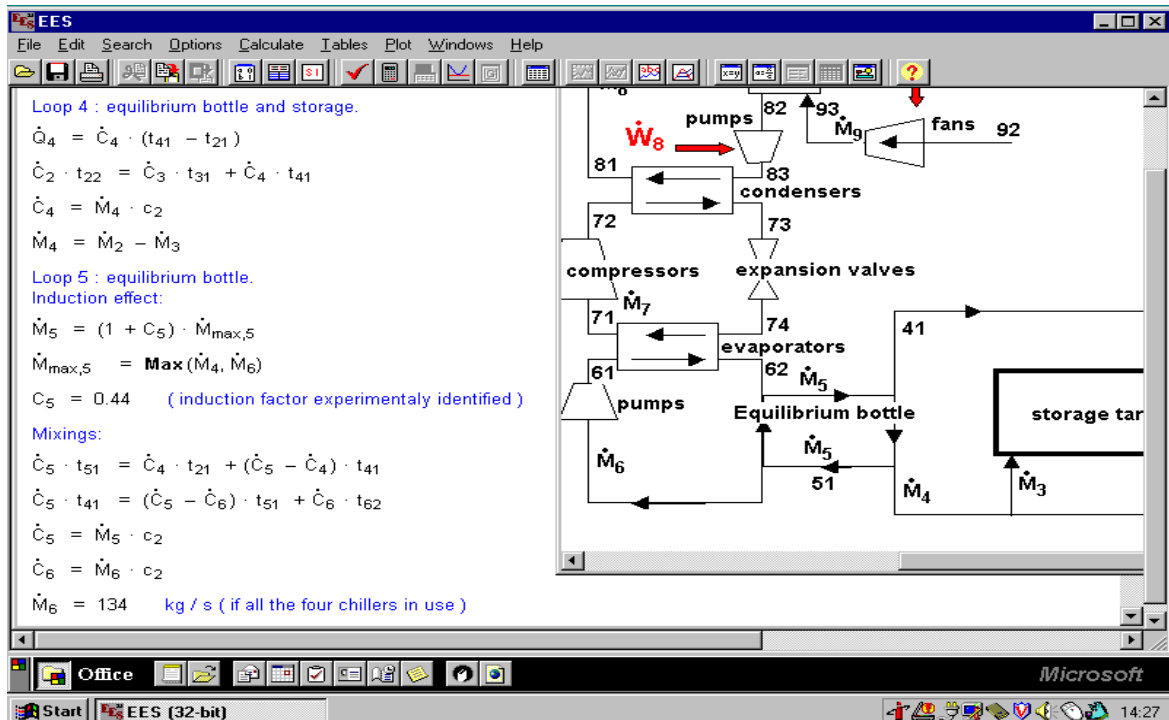 EES
File Edit Search Options Calculate Tables Plot Windows Help
Loop 4 : equilibrium bottle and storage.
Q̇4 = Ċ4 · (t41 − t21)
Ċ2 · t22 = Ċ3 · t31 + Ċ4 · t41
Ċ4 = Ṁ4 · c2
Ṁ4 = Ṁ2 − Ṁ3
Loop 5 : equilibrium bottle.
Induction effect:
Ṁ5 = (1 + C5) · Ṁmax,5
Ṁmax,5 = Max(Ṁ4, Ṁ6)
C5 = 0.44 ( induction factor experimentaly identified )
Mixings:
Ċ5 · t51 = Ċ4 · t21 + (Ċ5 − Ċ4) · t41
Ċ5 · t41 = (Ċ5 − Ċ6) · t51 + Ċ6 · t62
Ċ5 = Ṁ5 · c2
Ċ6 = Ṁ6 · c2
Ṁ6 = 134 kg / s ( if all the four chillers in use )
82 93
pumps Ṁ9 fans 92
Ẇ8
81 83
condensers
72 73
compressors expansion valves
Ṁ7
71 74 41
evaporators
61 62 Ṁ5
pumps Equilibrium bottle storage tar
Ṁ6 Ṁ5
51 Ṁ4 Ṁ3
Office Microsoft
Start EES (32-bit) 14:27